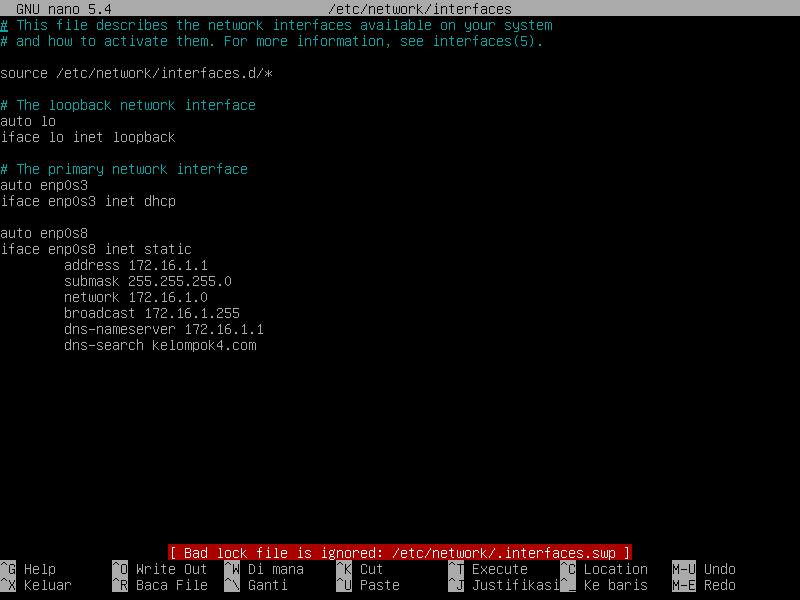 GNU nano 5.4 /etc/network/interfaces
# This file describes the network interfaces available on your system
# and how to activate them. For more information, see interfaces(5).
source /etc/network/interfaces.d/*
# The loopback network interface
auto lo
iface lo inet loopback
# The primary network interface
auto enp0s3
iface enp0s3 inet dhcp
auto enp0s8
iface enp0s8 inet static
address 172.16.1.1
submask 255.255.255.0
network 172.16.1.0
broadcast 172.16.1.255
dns-nameserver 172.16.1.1
dns-search kelompok4.com
[ Bad lock file is ignored: /etc/network/.interfaces.swp ]
^G Help ^O Write Out ^W Di mana ^K Cut ^T Execute ^C Location M-U Undo
^X Keluar ^R Baca File ^\ Ganti ^U Paste ^J Justifikasi ^_ Ke baris M-E Redo